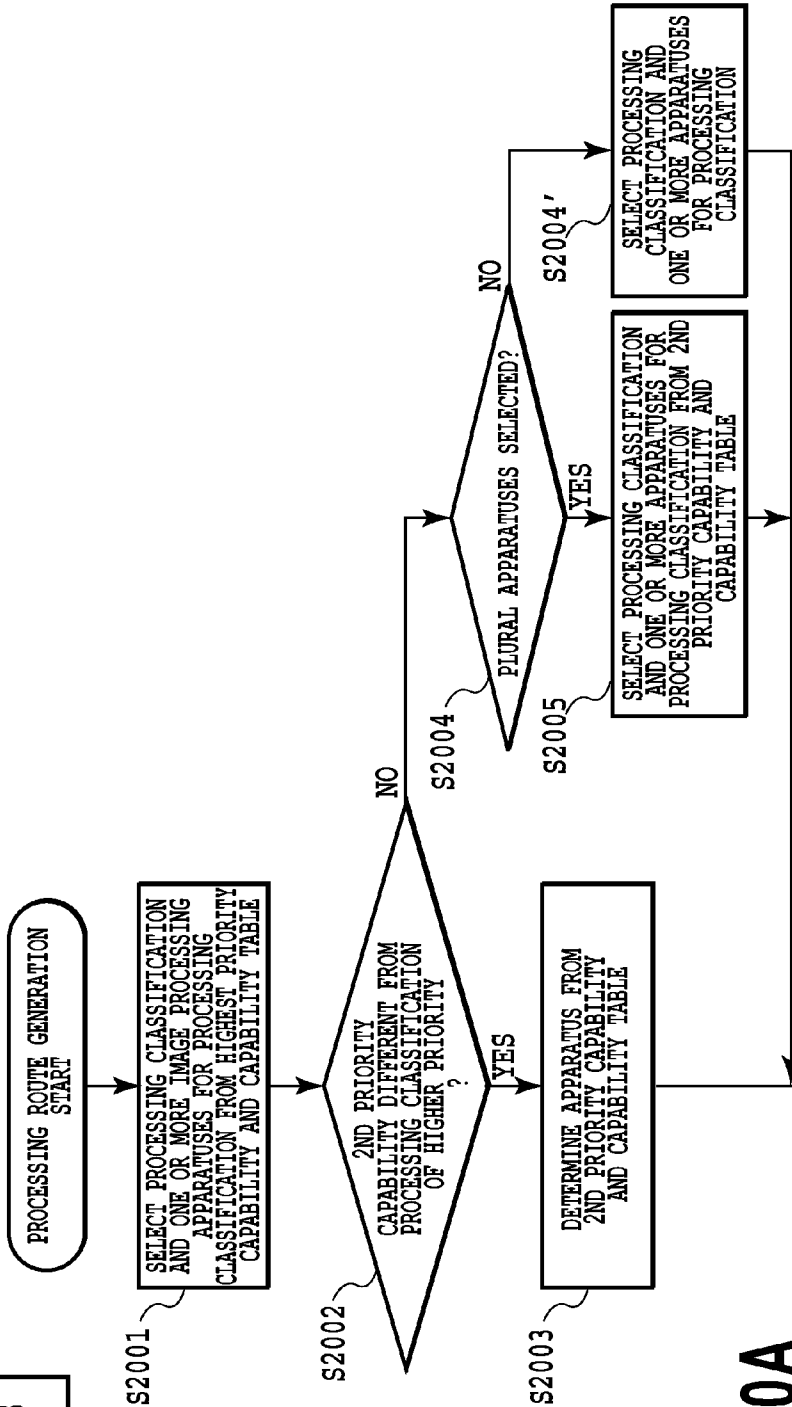 PROCESSING ROUTE GENERATION
START
S2001
SELECT PROCESSING CLASSIFICATION
AND ONE OR MORE IMAGE PROCESSING
APPARATUSES FOR PROCESSING
CLASSIFICATION FROM HIGHEST PRIORITY
CAPABILITY AND CAPABILITY TABLE
S2002
2ND PRIORITY
CAPABILITY DIFFERENT FROM
PROCESSING CLASSIFICATION
OF HIGHER PRIORITY
?
NO
YES
S2003
DETERMINE APPARATUS FROM
2ND PRIORITY CAPABILITY
AND CAPABILITY TABLE
S2004
PLURAL APPARATUSES SELECTED?
NO
YES
S2005
SELECT PROCESSING CLASSIFICATION
AND ONE OR MORE APPARATUSES FOR
PROCESSING CLASSIFICATION FROM 2ND
PRIORITY CAPABILITY AND
CAPABILITY TABLE
S2004'
SELECT PROCESSING
CLASSIFICATION AND
ONE OR MORE APPARATUSES
FOR PROCESSING
CLASSIFICATION
0A